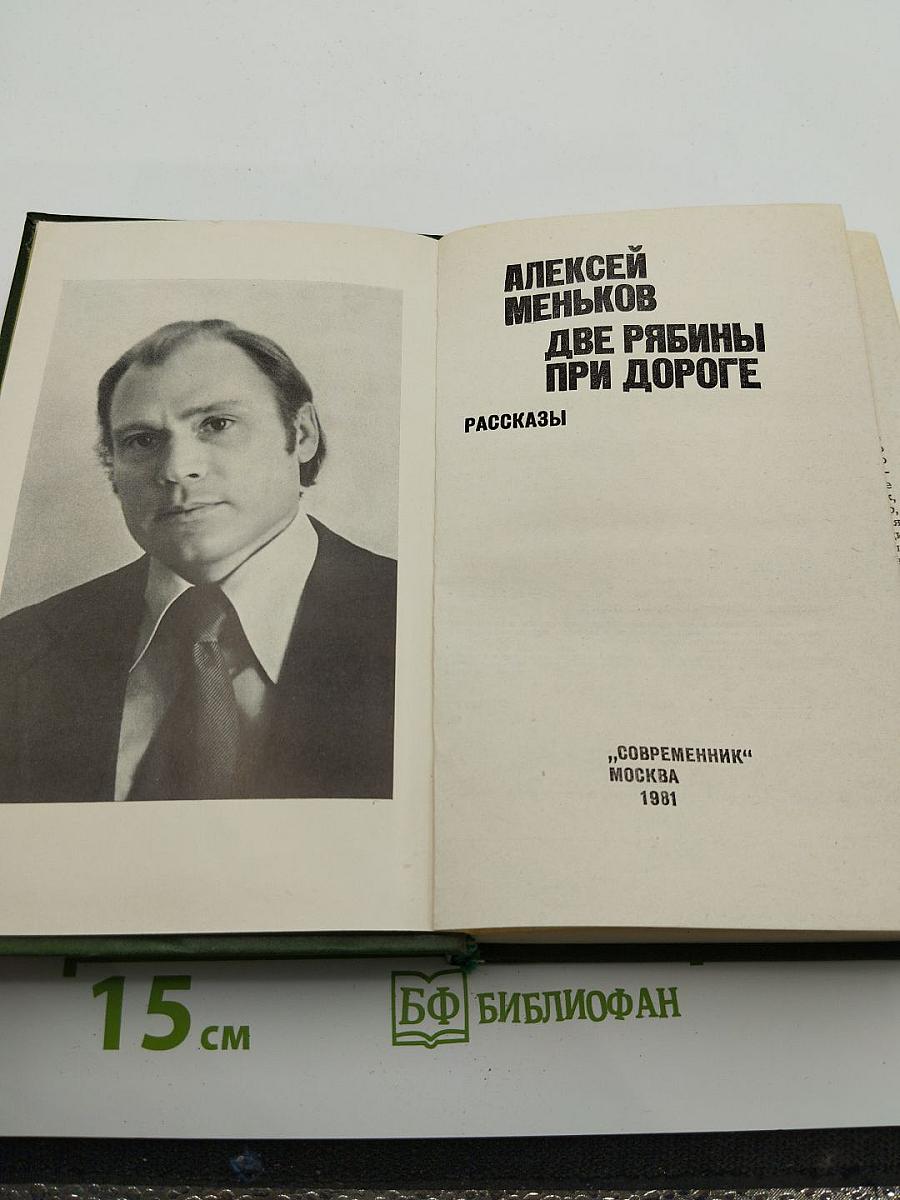 АЛЕКСЕЙ
МЕНЬКОВ
ДВЕ РЯБИНЫ
ПРИ ДОРОГЕ
РАССКАЗЫ
„СОВРЕМЕННИК“
МОСКВА
1981
15 см
БФ БИБЛИОФАН